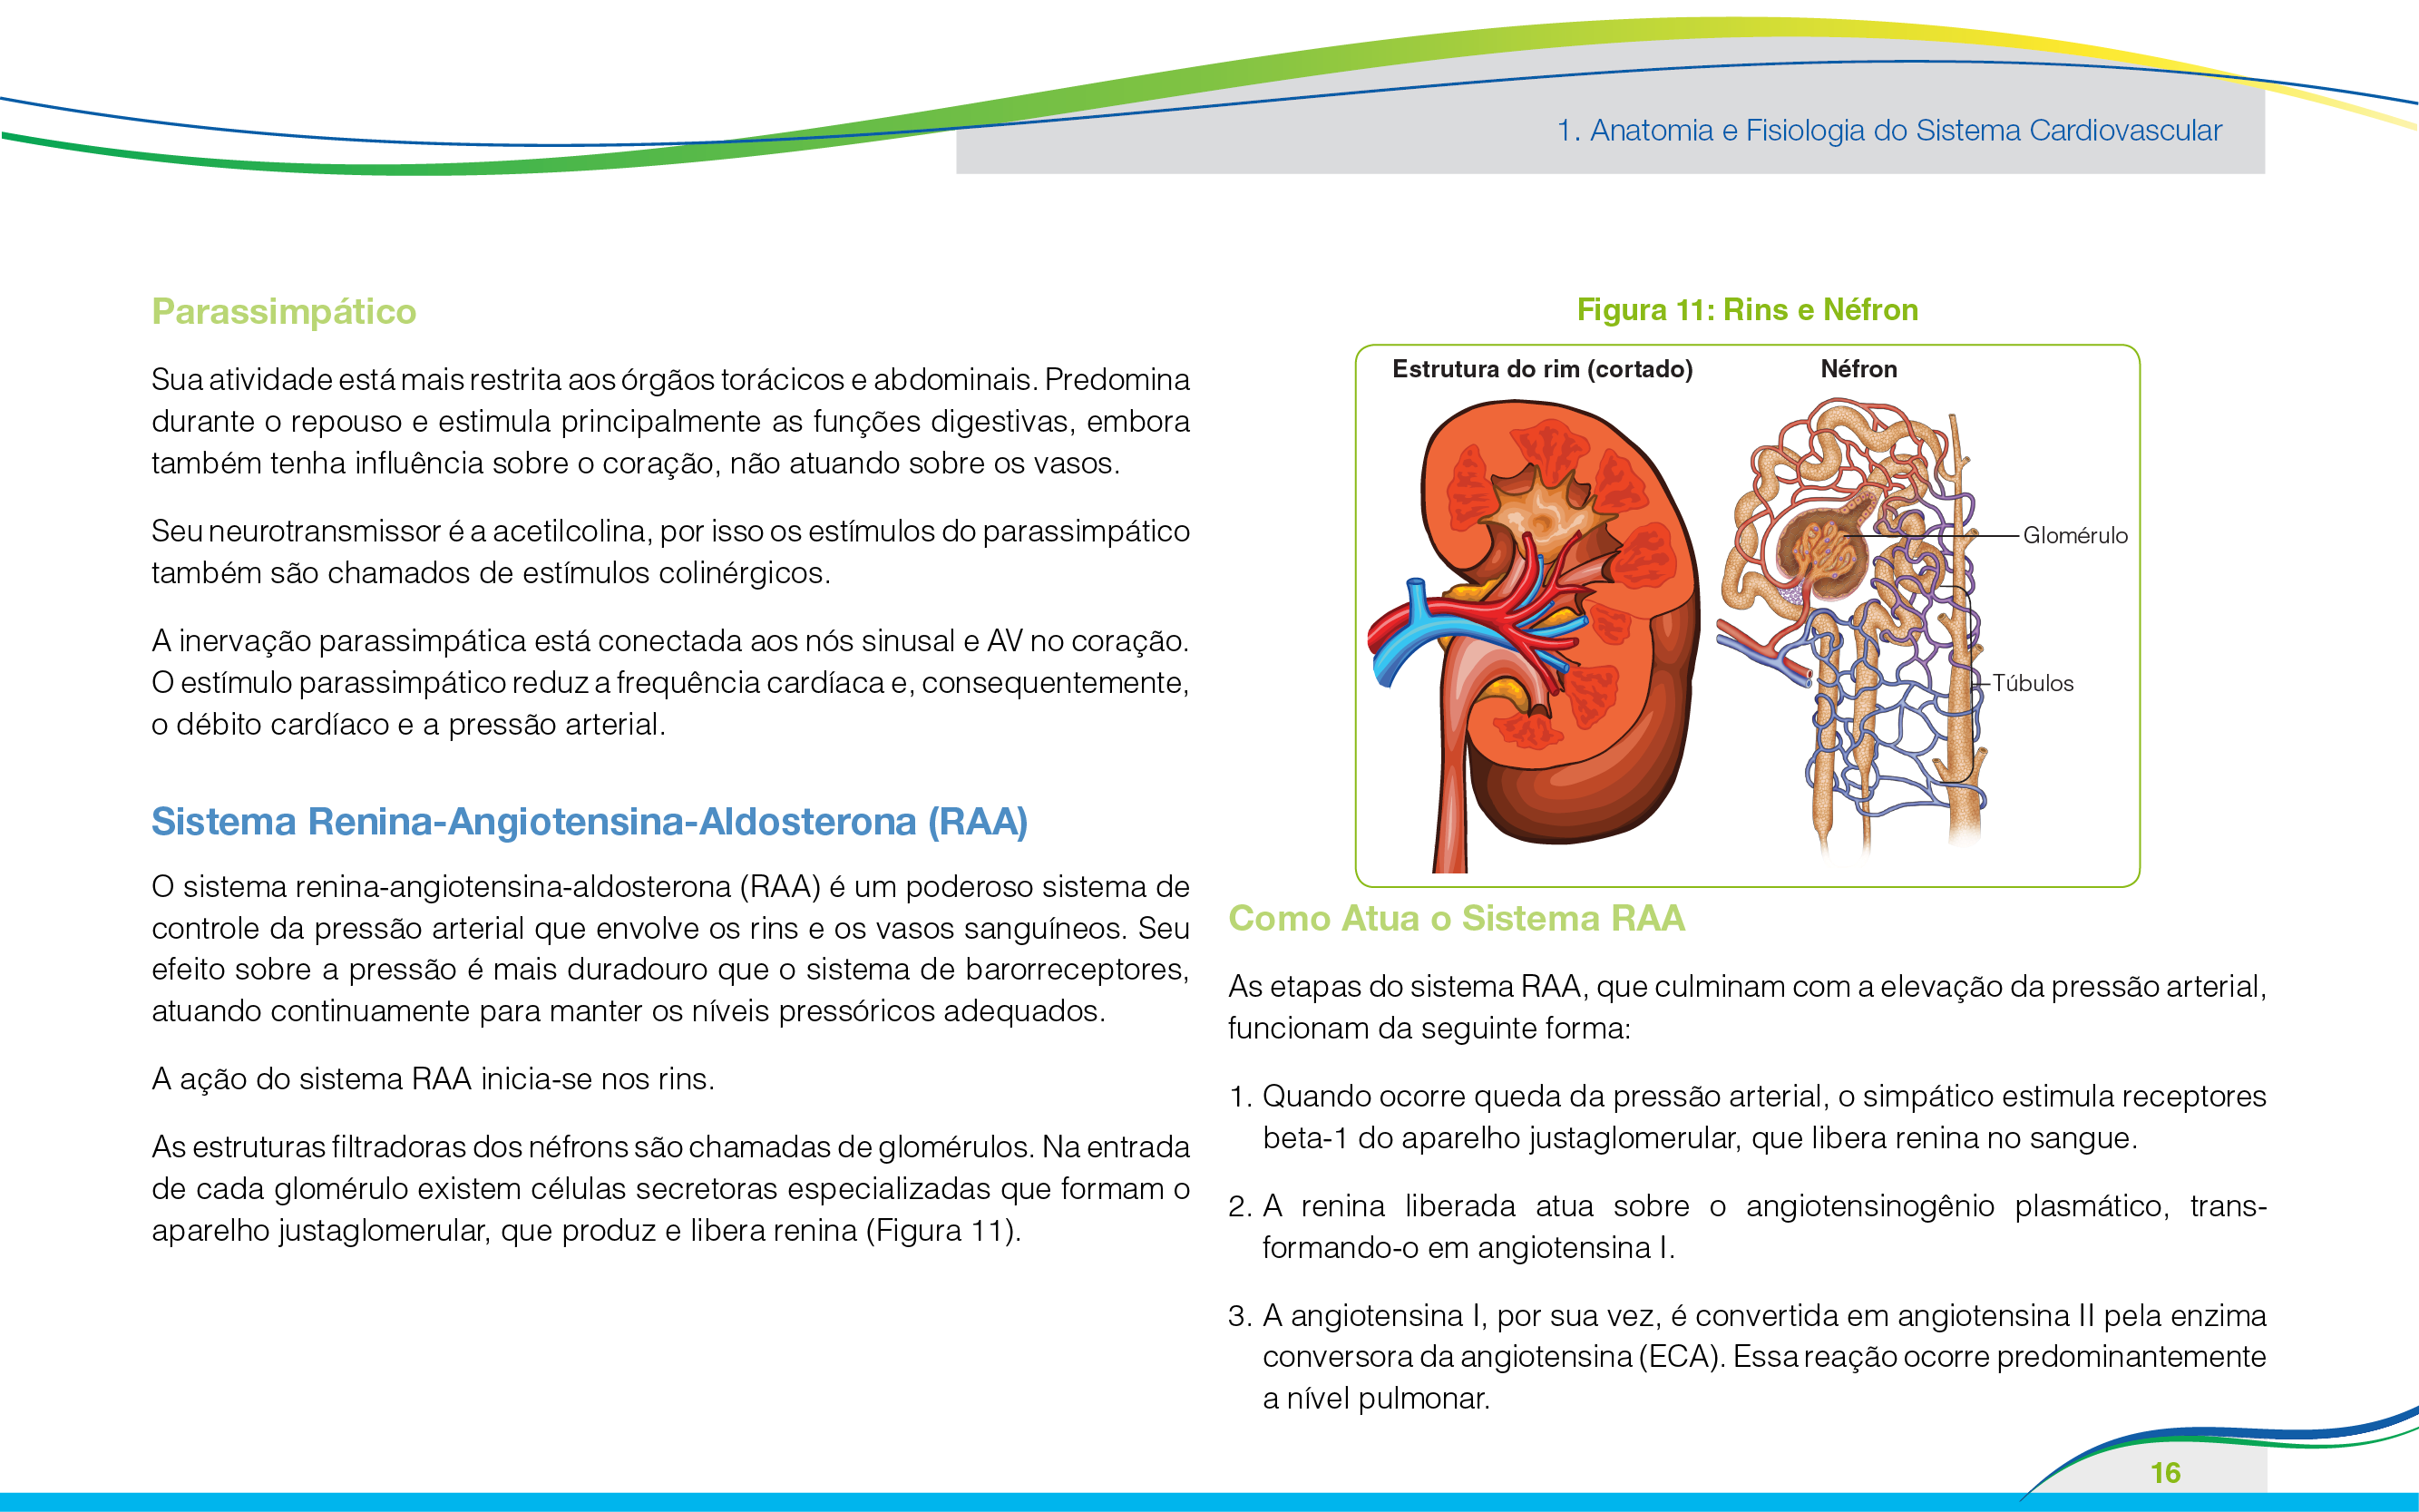 1. Anatomia e Fisiologia do Sistema Cardiovascular
Parassimpático
Sua atividade está mais restrita aos órgãos torácicos e abdominais. Predomina
durante o repouso e estimula principalmente as funções digestivas, embora
também tenha influência sobre o coração, não atuando sobre os vasos.
Seu neurotransmissor é a acetilcolina, por isso os estímulos do parassimpático
também são chamados de estímulos colinérgicos.
A inervação parassimpática está conectada aos nós sinusal e AV no coração.
O estímulo parassimpático reduz a frequência cardíaca e, consequentemente,
o débito cardíaco e a pressão arterial.
Sistema Renina-Angiotensina-Aldosterona (RAA)
O sistema renina-angiotensina-aldosterona (RAA) é um poderoso sistema de
controle da pressão arterial que envolve os rins e os vasos sanguíneos. Seu
efeito sobre a pressão é mais duradouro que o sistema de barorreceptores,
atuando continuamente para manter os níveis pressóricos adequados.
A ação do sistema RAA inicia-se nos rins.
As estruturas filtradoras dos néfrons são chamadas de glomérulos. Na entrada
de cada glomérulo existem células secretoras especializadas que formam o
aparelho justaglomerular, que produz e libera renina (Figura 11).
Figura 11: Rins e Néfron
Estrutura do rim (cortado)
Néfron
Glomérulo
Túbulos
Como Atua o Sistema RAA
As etapas do sistema RAA, que culminam com a elevação da pressão arterial,
funcionam da seguinte forma:
1. Quando ocorre queda da pressão arterial, o simpático estimula receptores
beta-1 do aparelho justaglomerular, que libera renina no sangue.
2. A renina liberada atua sobre o angiotensinogênio plasmático, trans-
formando-o em angiotensina I.
3. A angiotensina I, por sua vez, é convertida em angiotensina II pela enzima
conversora da angiotensina (ECA). Essa reação ocorre predominantemente
a nível pulmonar.
16